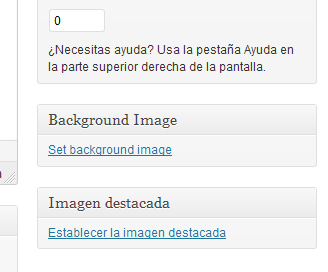 0
¿Necesitas ayuda? Usa la pestaña Ayuda en
la parte superior derecha de la pantalla.
Background Image
Set background image
Imagen destacada
Establecer la imagen destacada